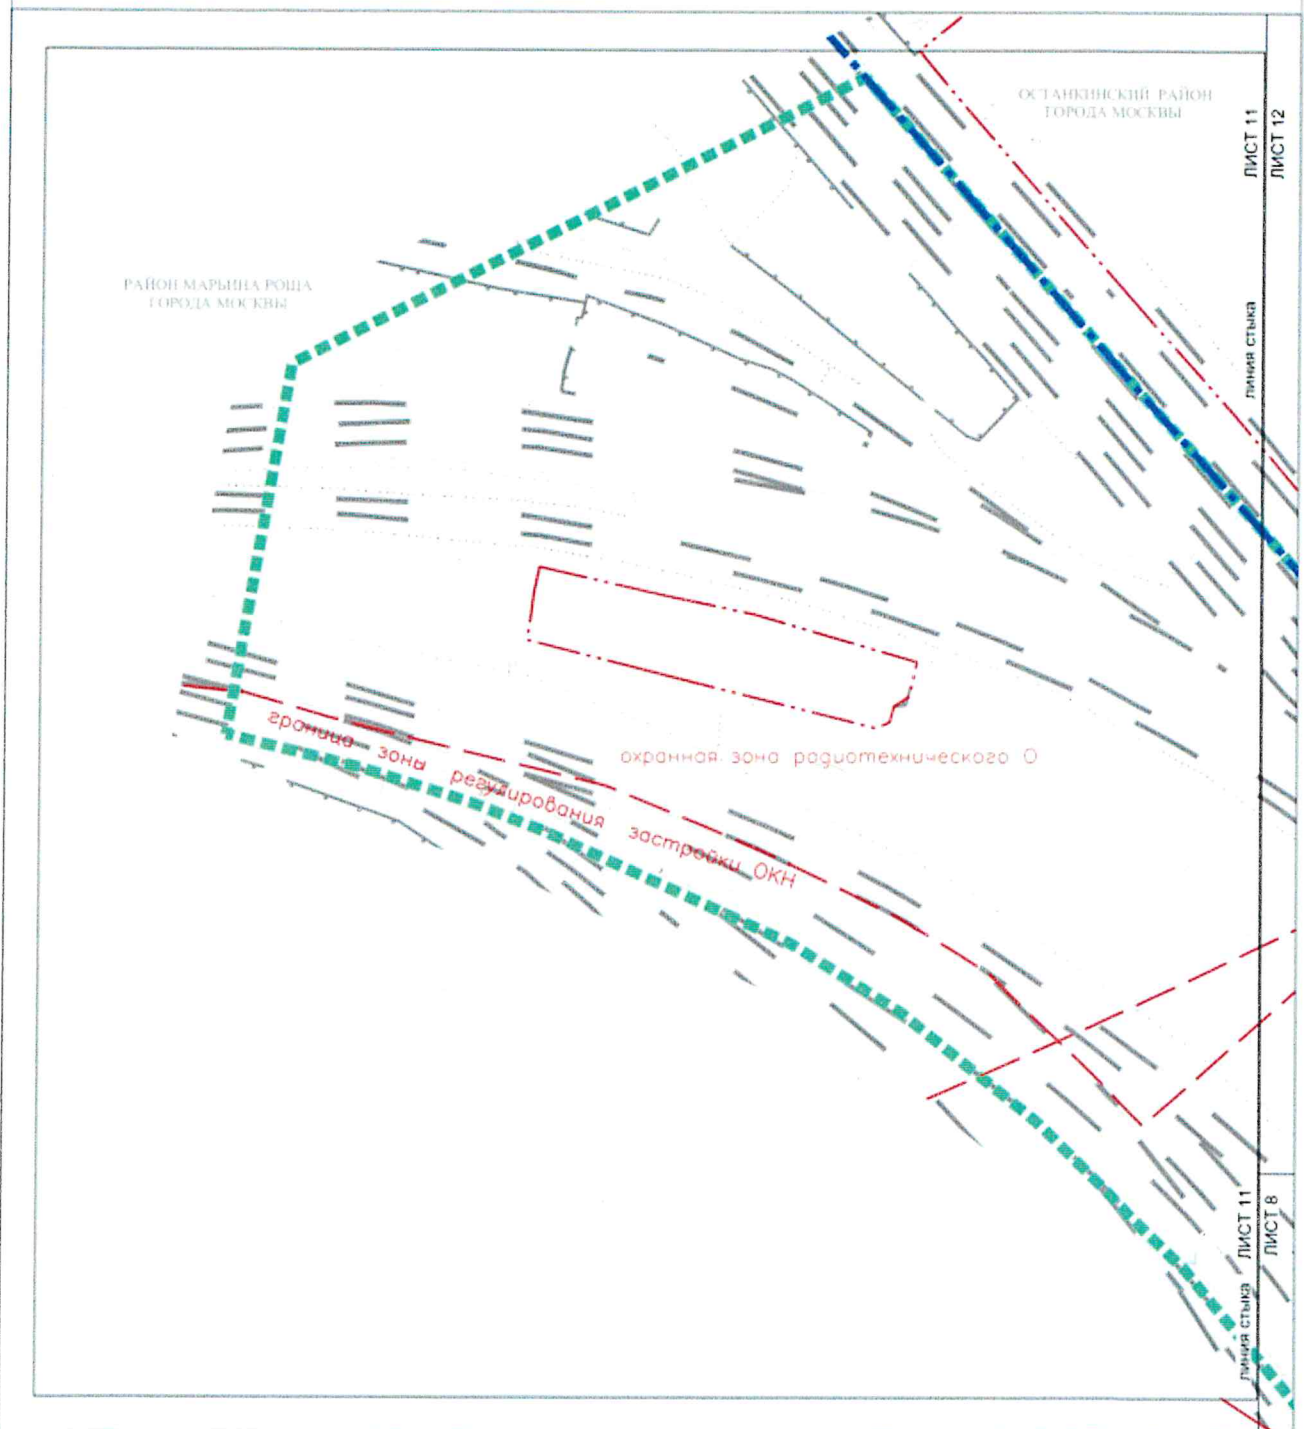 ОСТАНКИНСКИЙ РАЙОН
ГОРОДА МОСКВЫ
ЛИСТ 11
ЛИСТ 12
РАЙОН МАРЬИНА РОЩА
ГОРОДА МОСКВЫ
линия стыка
граница зоны регулирования застройки ОКН
охранная зона радиотехнического О
линия стыка ЛИСТ 11
ЛИСТ 8